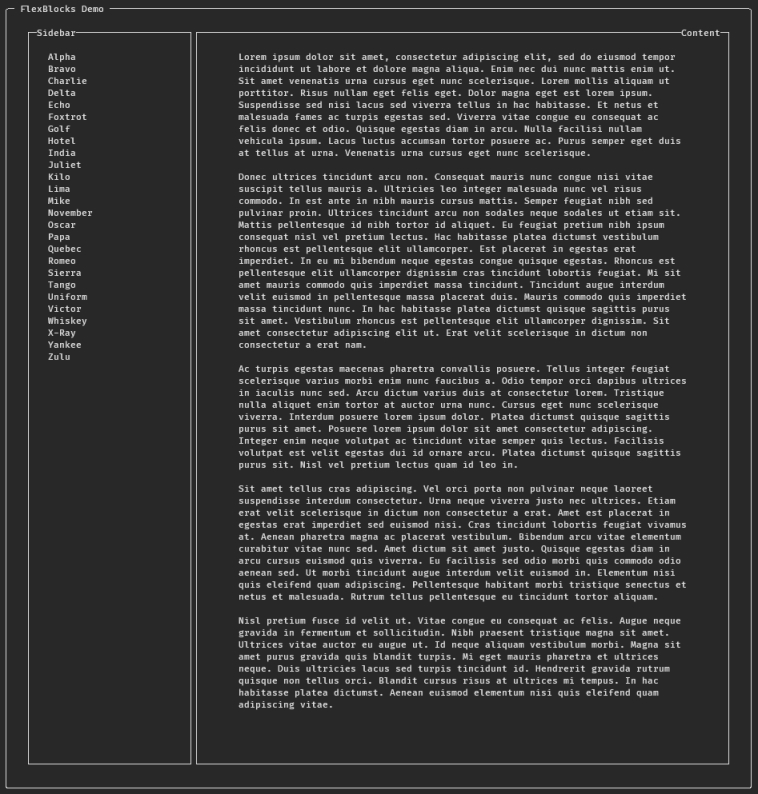 FlexBlocks Demo
Sidebar
Alpha
Bravo
Charlie
Delta
Echo
Foxtrot
Golf
Hotel
India
Juliet
Kilo
Lima
Mike
November
Oscar
Papa
Quebec
Romeo
Sierra
Tango
Uniform
Victor
Whiskey
X-Ray
Yankee
Zulu
Content
Lorem ipsum dolor sit amet, consectetur adipiscing elit, sed do eiusmod tempor
incididunt ut labore et dolore magna aliqua. Enim nec dui nunc mattis enim ut.
Sit amet venenatis urna cursus eget nunc scelerisque. Lorem mollis aliquam ut
porttitor. Risus nullam eget felis eget. Dolor magna eget est lorem ipsum.
Suspendisse sed nisi lacus sed viverra tellus in hac habitasse. Et netus et
malesuada fames ac turpis egestas sed. Viverra vitae congue eu consequat ac
felis donec et odio. Quisque egestas diam in arcu. Nulla facilisi nullam
vehicula ipsum. Lacus luctus accumsan tortor posuere ac. Purus semper eget duis
at tellus at urna. Venenatis urna cursus eget nunc scelerisque.
Donec ultrices tincidunt arcu non. Consequat mauris nunc congue nisi vitae
suscipit tellus mauris a. Ultricies leo integer malesuada nunc vel risus
commodo. In est ante in nibh mauris cursus mattis. Semper feugiat nibh sed
pulvinar proin. Ultrices tincidunt arcu non sodales neque sodales ut etiam sit.
Mattis pellentesque id nibh tortor id aliquet. Eu feugiat pretium nibh ipsum
consequat nisl vel pretium lectus. Hac habitasse platea dictumst vestibulum
rhoncus est pellentesque elit ullamcorper. Est placerat in egestas erat
imperdiet. In eu mi bibendum neque egestas congue quisque egestas. Rhoncus est
pellentesque elit ullamcorper dignissim cras tincidunt lobortis feugiat. Mi sit
amet mauris commodo quis imperdiet massa tincidunt. Tincidunt augue interdum
velit euismod in pellentesque massa placerat duis. Mauris commodo quis imperdiet
massa tincidunt nunc. In hac habitasse platea dictumst quisque sagittis purus
sit amet. Vestibulum rhoncus est pellentesque elit ullamcorper dignissim. Sit
amet consectetur adipiscing elit ut. Erat velit scelerisque in dictum non
consectetur a erat nam.
Ac turpis egestas maecenas pharetra convallis posuere. Tellus integer feugiat
scelerisque varius morbi enim nunc faucibus a. Odio tempor orci dapibus ultrices
in iaculis nunc sed. Arcu dictum varius duis at consectetur lorem. Tristique
nulla aliquet enim tortor at auctor urna nunc. Cursus eget nunc scelerisque
viverra. Interdum posuere lorem ipsum dolor. Platea dictumst quisque sagittis
purus sit amet. Posuere lorem ipsum dolor sit amet consectetur adipiscing.
Integer enim neque volutpat ac tincidunt vitae semper quis lectus. Facilisis
volutpat est velit egestas dui id ornare arcu. Platea dictumst quisque sagittis
purus sit. Nisl vel pretium lectus quam id leo in.
Sit amet tellus cras adipiscing. Vel orci porta non pulvinar neque laoreet
suspendisse interdum consectetur. Urna neque viverra justo nec ultrices. Etiam
erat velit scelerisque in dictum non consectetur a erat. Amet est placerat in
egestas erat imperdiet sed euismod nisi. Cras tincidunt lobortis feugiat vivamus
at. Aenean pharetra magna ac placerat vestibulum. Bibendum arcu vitae elementum
curabitur vitae nunc sed. Amet dictum sit amet justo. Quisque egestas diam in
arcu cursus euismod quis viverra. Eu facilisis sed odio morbi quis commodo odio
aenean sed. Ut morbi tincidunt augue interdum velit euismod in. Elementum nisi
quis eleifend quam adipiscing. Pellentesque habitant morbi tristique senectus et
netus et malesuada. Rutrum tellus pellentesque eu tincidunt tortor aliquam.
Nisl pretium fusce id velit ut. Vitae congue eu consequat ac felis. Augue neque
gravida in fermentum et sollicitudin. Nibh praesent tristique magna sit amet.
Ultrices vitae auctor eu augue ut. Id neque aliquam vestibulum morbi. Magna sit
amet purus gravida quis blandit turpis. Mi eget mauris pharetra et ultrices
neque. Duis ultricies lacus sed turpis tincidunt id. Hendrerit gravida rutrum
quisque non tellus orci. Blandit cursus risus at ultrices mi tempus. In hac
habitasse platea dictumst. Aenean euismod elementum nisi quis eleifend quam
adipiscing vitae.